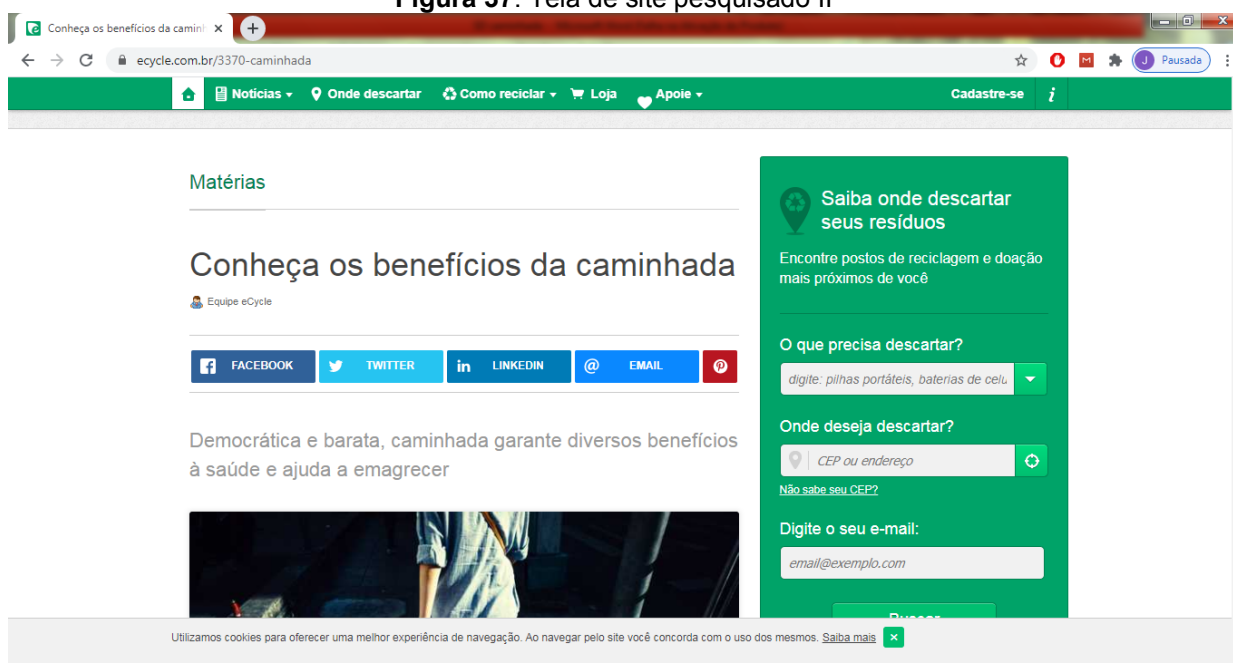 Figura 37: Tela de site pesquisado II
Conheça os benefícios da caminh
ecycle.com.br/3370-caminhada
J Pausada
Notícias Onde descartar Como reciclar Loja Apoie Cadastre-se i
Matérias
Conheça os benefícios da caminhada
Equipe eCycle
FACEBOOK TWITTER in LINKEDIN @ EMAIL
Democrática e barata, caminhada garante diversos benefícios
à saúde e ajuda a emagrecer
Saiba onde descartar
seus resíduos
Encontre postos de reciclagem e doação
mais próximos de você
O que precisa descartar?
digite: pilhas portáteis, baterias de celu
Onde deseja descartar?
CEP ou endereço
Não sabe seu CEP?
Digite o seu e-mail:
email@exemplo.com
Buscar
Utilizamos cookies para oferecer uma melhor experiência de navegação. Ao navegar pelo site você concorda com o uso dos mesmos. Saiba mais